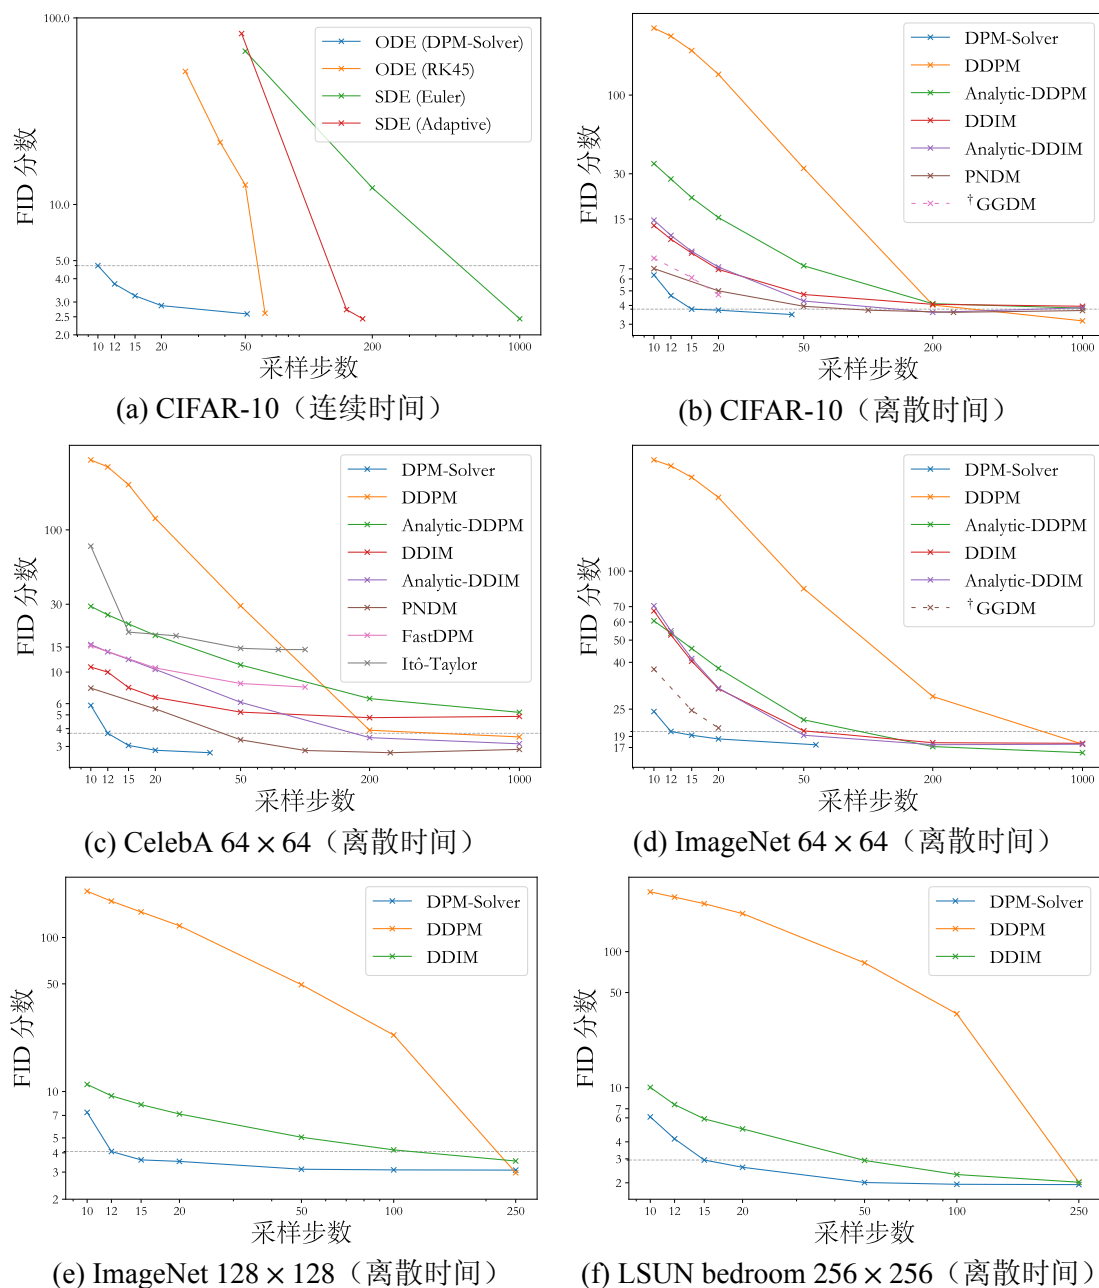 100.0
10.0
5.0
4.0
3.0
2.5
2.0
FID 分数
ODE (DPM-Solver)
ODE (RK45)
SDE (Euler)
SDE (Adaptive)
10 12 15 20 50 200 1000
采样步数
(a) CIFAR-10（连续时间）
100
30
15
7
6
5
4
3
FID 分数
DPM-Solver
DDPM
Analytic-DDPM
DDIM
Analytic-DDIM
PNDM
†GGDM
10 12 15 20 50 200 1000
采样步数
(b) CIFAR-10（离散时间）
100
30
15
10
6
5
4
3
FID 分数
DPM-Solver
DDPM
Analytic-DDPM
DDIM
Analytic-DDIM
PNDM
FastDPM
Itô-Taylor
10 12 15 20 50 200 1000
采样步数
(c) CelebA 64 × 64（离散时间）
100
70
60
50
40
25
19
17
FID 分数
DPM-Solver
DDPM
Analytic-DDPM
DDIM
Analytic-DDIM
†GGDM
10 12 15 20 50 200 1000
采样步数
(d) ImageNet 64 × 64（离散时间）
100
50
10
7
5
4
3
2
FID 分数
DPM-Solver
DDPM
DDIM
10 12 15 20 50 100 250
采样步数
(e) ImageNet 128 × 128（离散时间）
100
50
10
7
6
4
3
2
FID 分数
DPM-Solver
DDPM
DDIM
10 12 15 20 50 100 250
采样步数
(f) LSUN bedroom 256 × 256（离散时间）